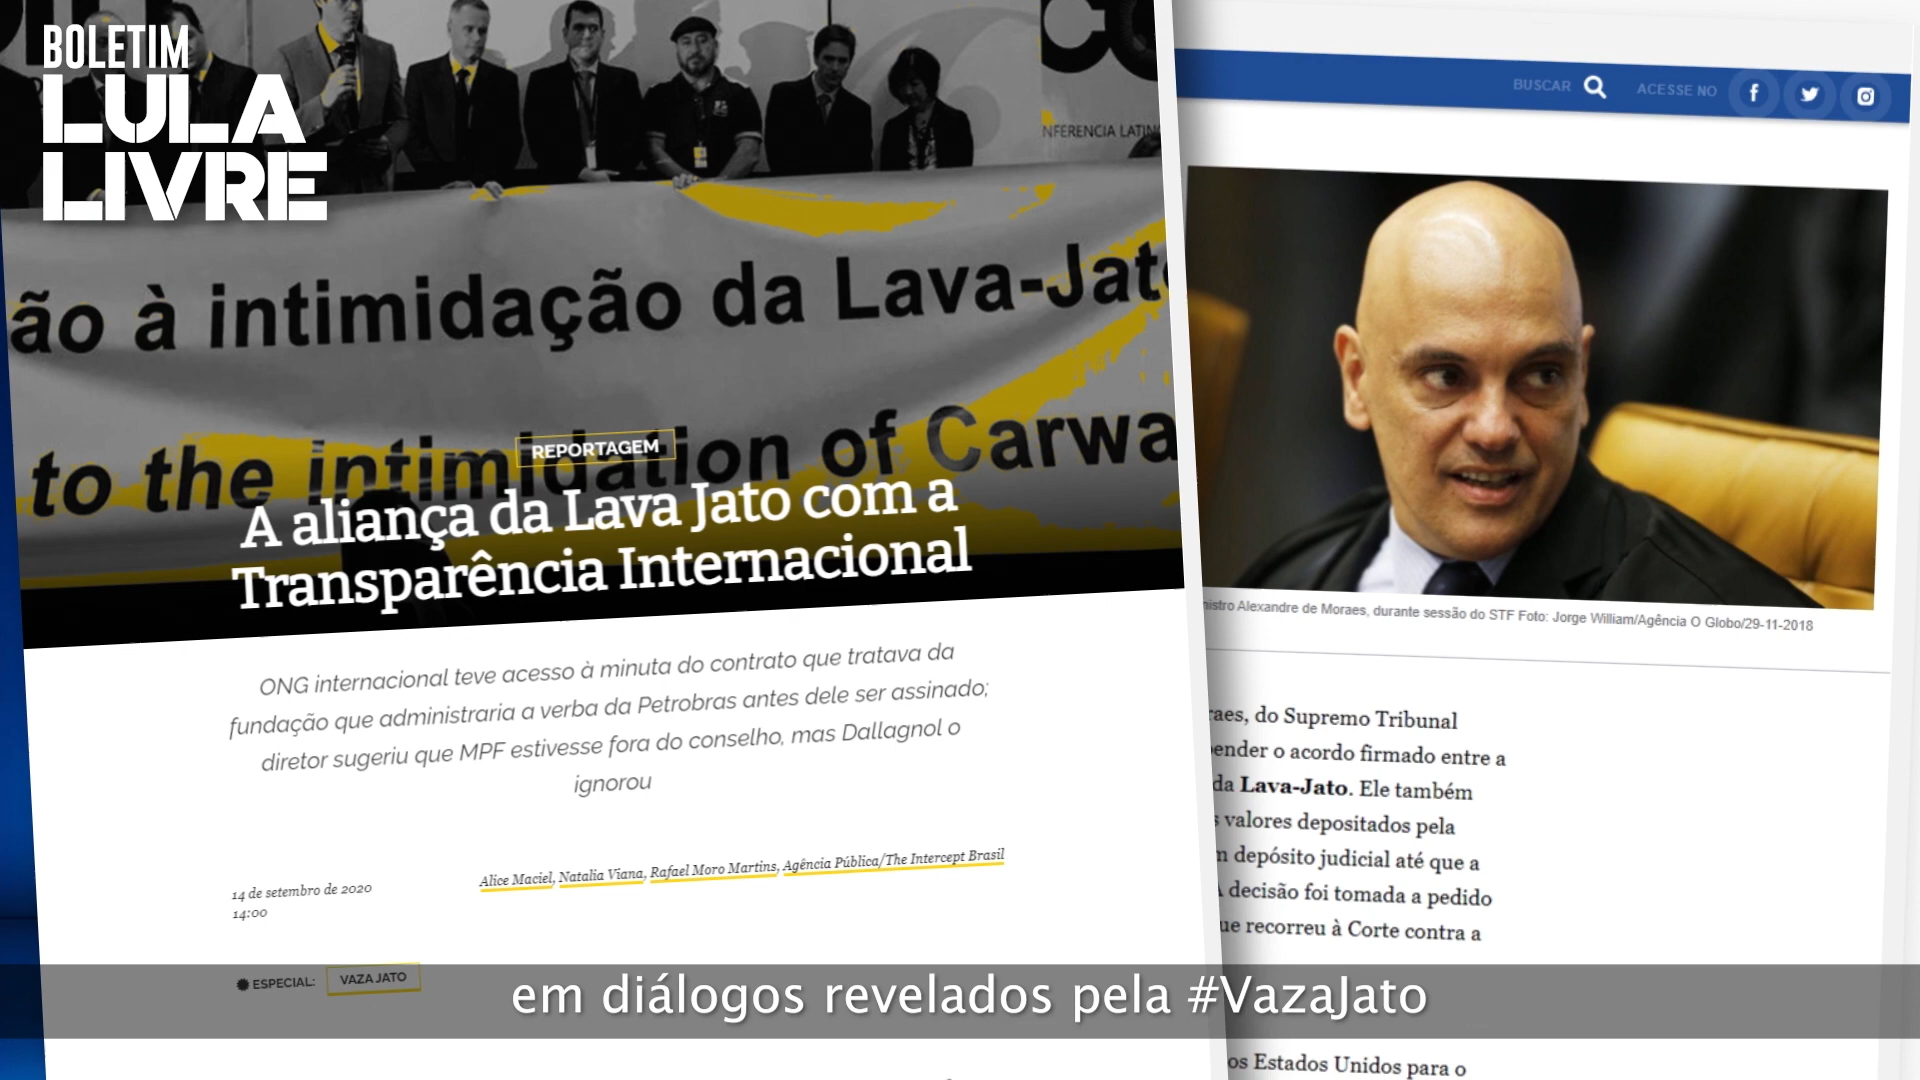 BOLETIM
LULA
LIVRE
NFERENCIA LATIN
ão à intimidação da Lava-Jato
to the intimidation of Carwa
REPORTAGEM
A aliança da Lava Jato com a
Transparência Internacional
ONG internacional teve acesso à minuta do contrato que tratava da
fundação que administraria a verba da Petrobras antes dele ser assinado;
diretor sugeriu que MPF estivesse fora do conselho, mas Dallagnol o
ignorou
14 de setembro de 2020
14:00
Alice Maciel, Natalia Viana, Rafael Moro Martins, Agência Pública/The Intercept Brasil
ESPECIAL: VAZA JATO
BUSCAR
ACESSE NO
nistro Alexandre de Moraes, durante sessão do STF Foto: Jorge William/Agência O Globo/29-11-2018
raes, do Supremo Tribunal
pender o acordo firmado entre a
da Lava-Jato. Ele também
s valores depositados pela
m depósito judicial até que a
A decisão foi tomada a pedido
ue recorreu à Corte contra a
os Estados Unidos para o
em diálogos revelados pela #VazaJato